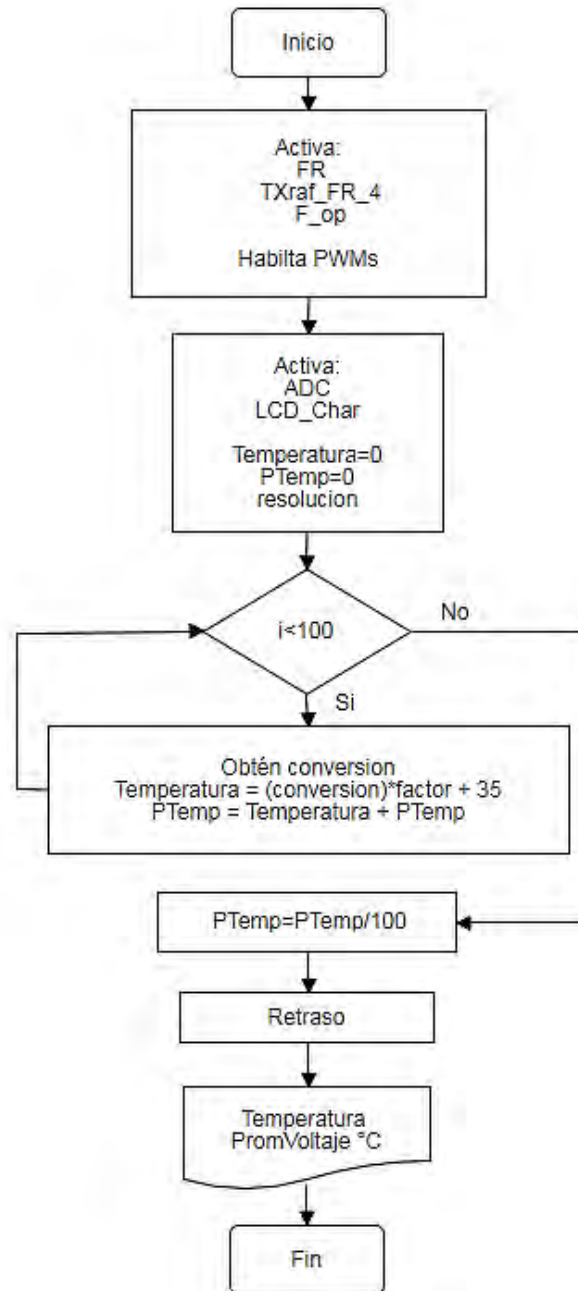 Inicio
Activa:
FR
TXraf_FR_4
F_op
Habilta PWMs
Activa:
ADC
LCD_Char
Temperatura=0
PTemp=0
resolucion
i<100
No
Si
Obtén conversion
Temperatura = (conversion)*factor + 35
PTemp = Temperatura + PTemp
PTemp=PTemp/100
Retraso
Temperatura
PromVoltaje °C
Fin